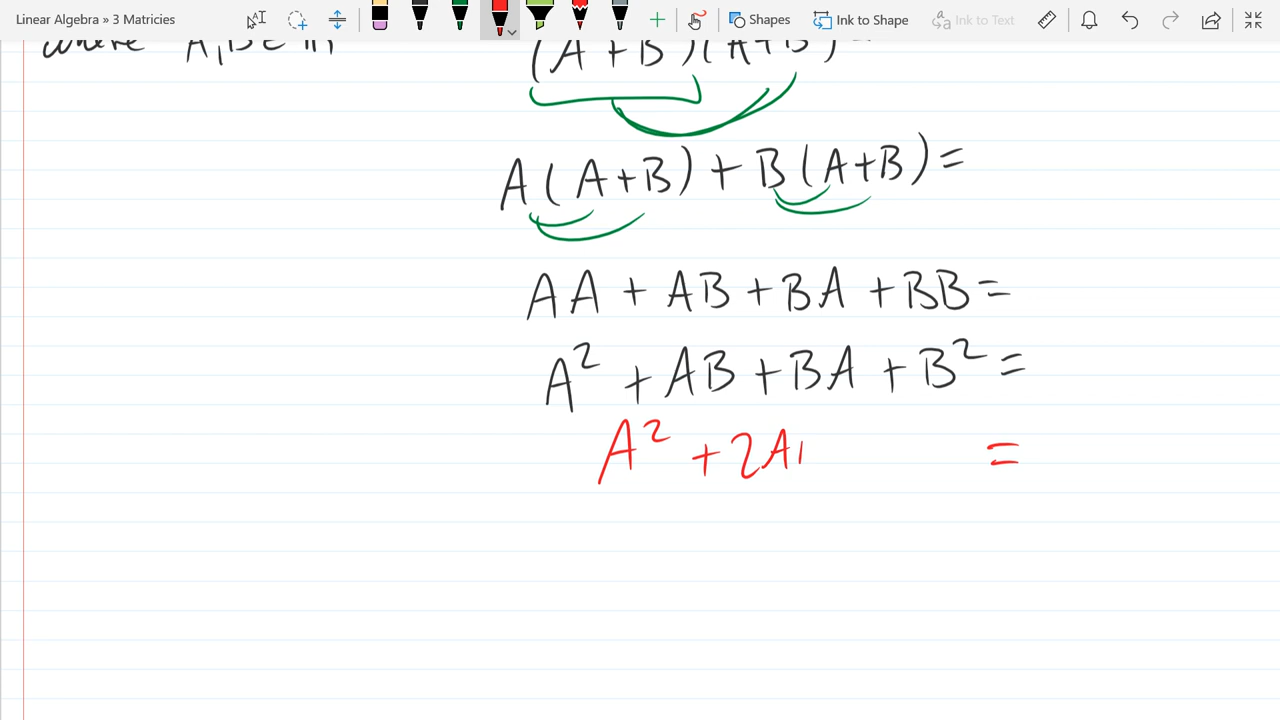 Linear Algebra » 3 Matricies
Shapes
Ink to Shape
Ink to Text
where A, B ∈
(A+B)(A+B) =
A(A+B) + B(A+B) =
AA + AB + BA + BB =
A² + AB + BA + B² =
A² + 2A =